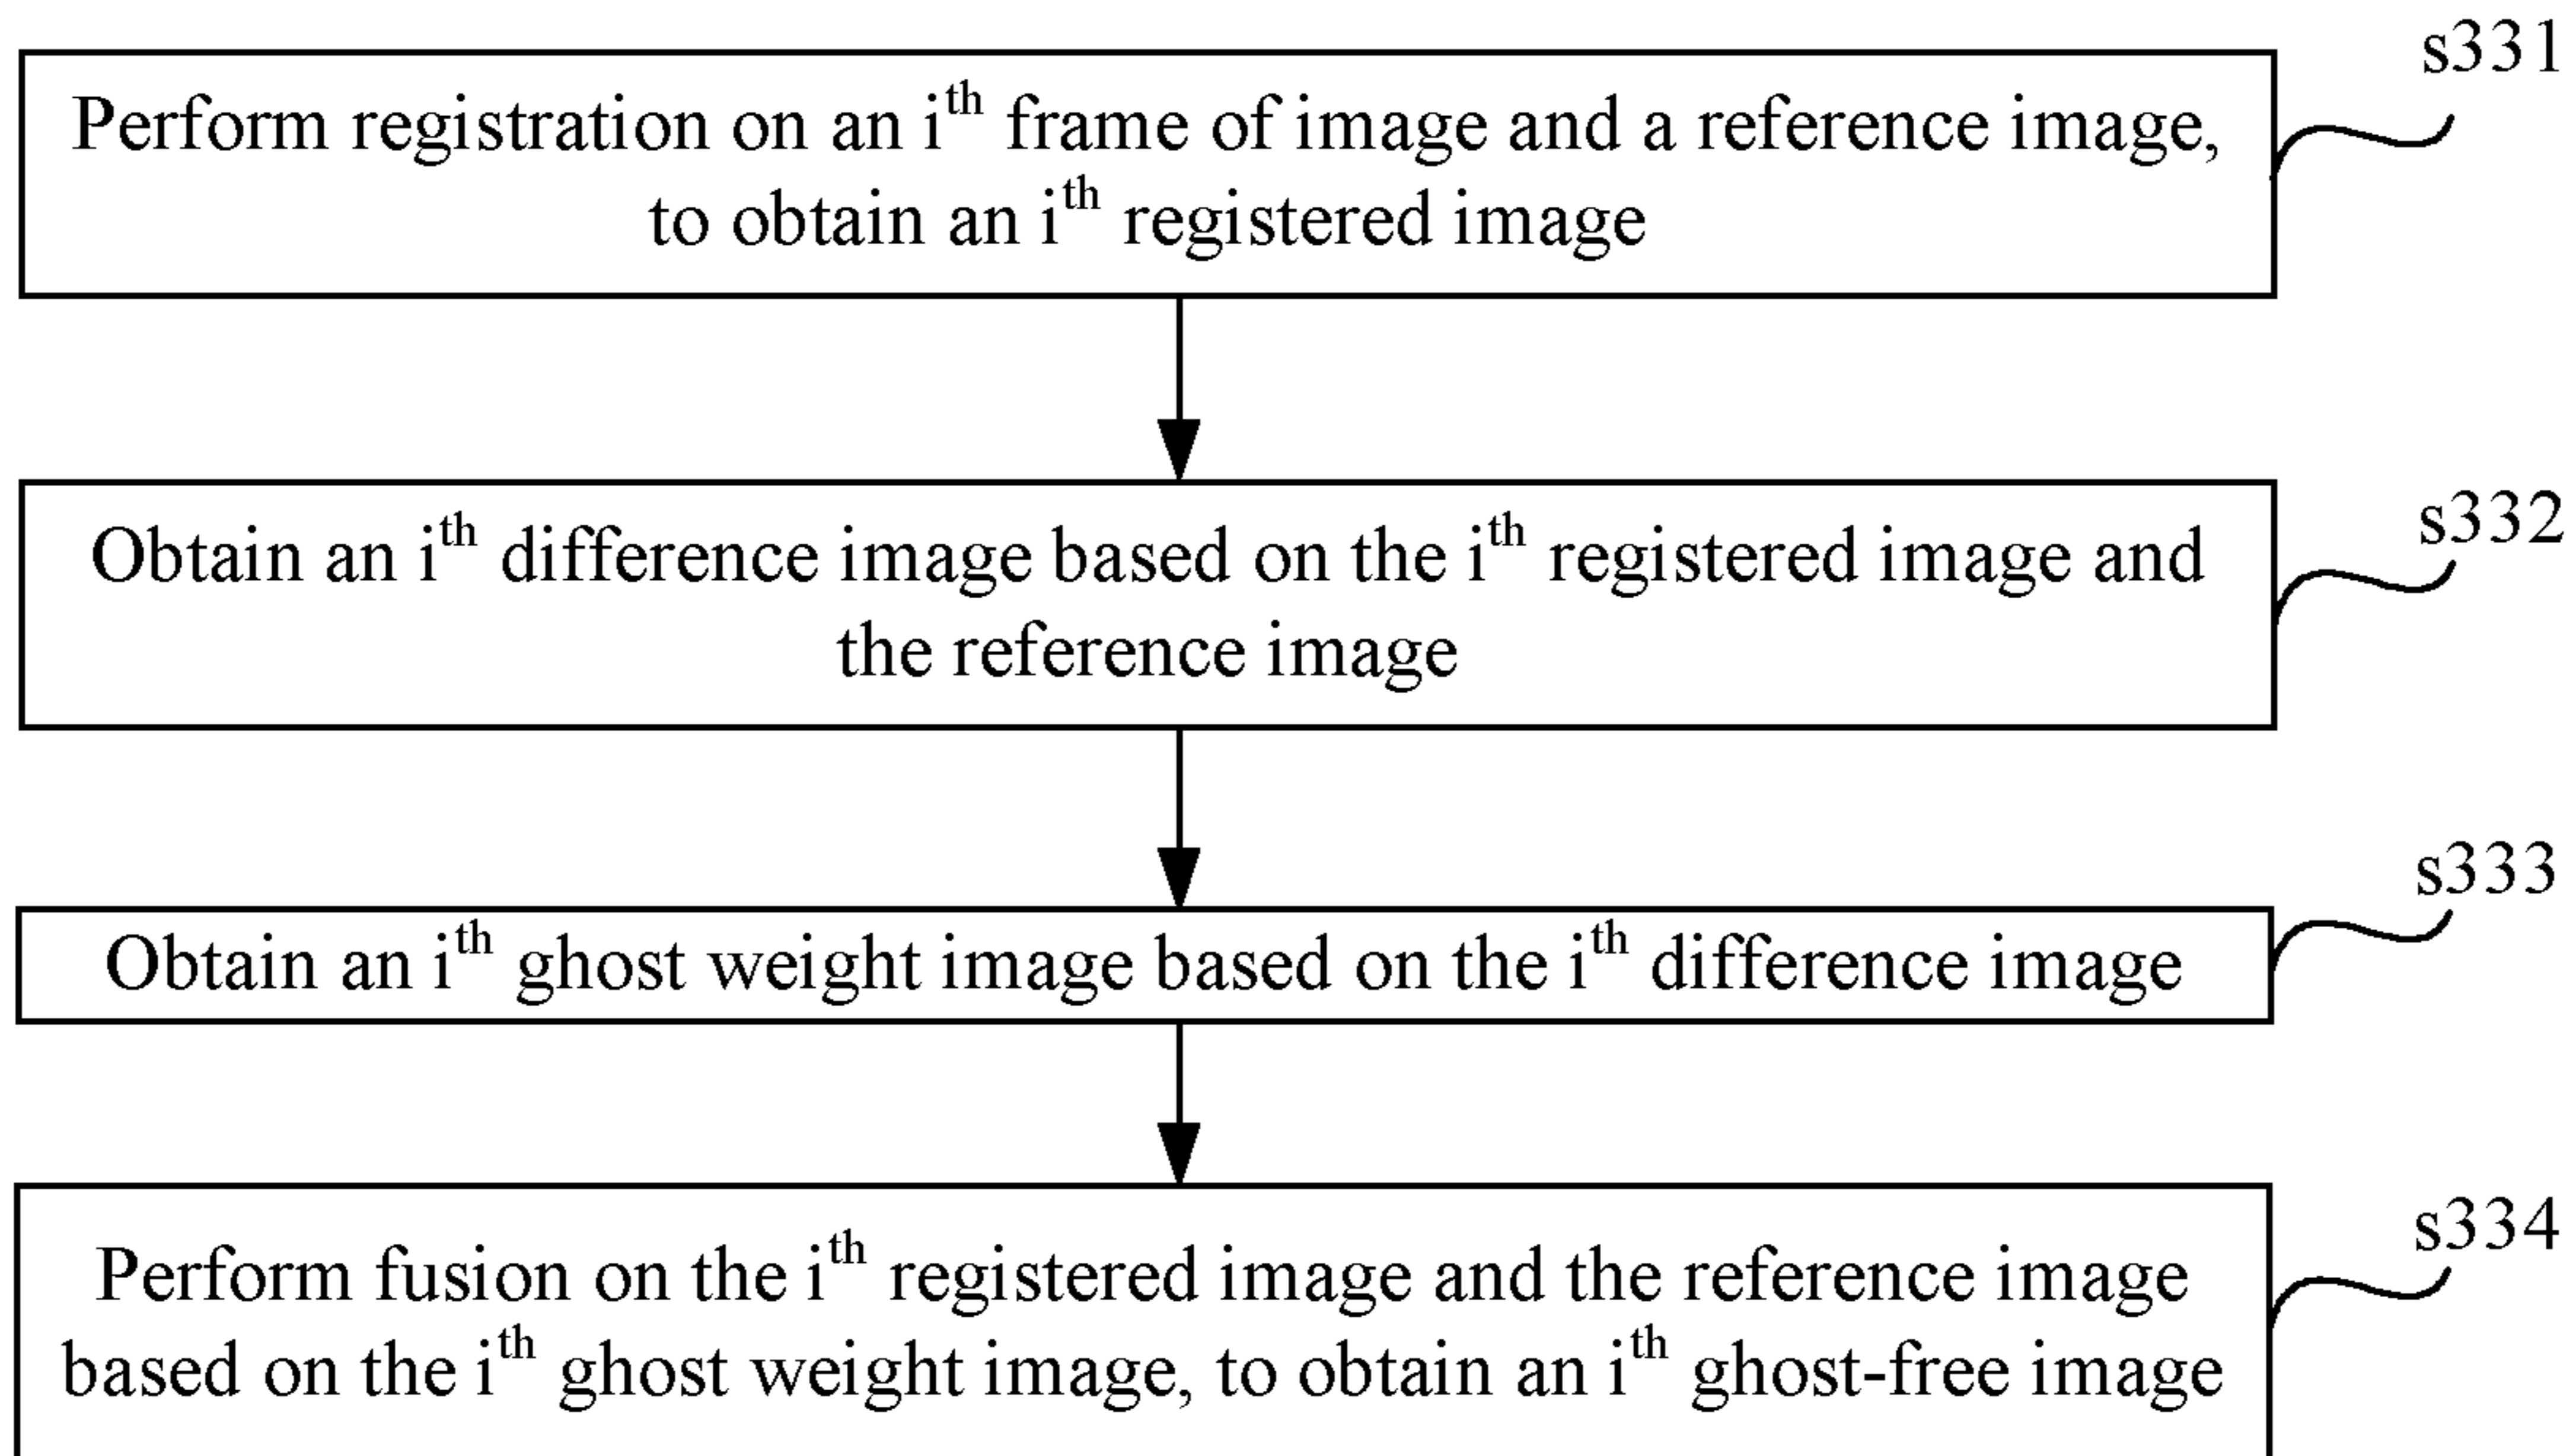 s331
Perform registration on an iᵗʰ frame of image and a reference image,
to obtain an iᵗʰ registered image
s332
Obtain an iᵗʰ difference image based on the iᵗʰ registered image and
the reference image
s333
Obtain an iᵗʰ ghost weight image based on the iᵗʰ difference image
s334
Perform fusion on the iᵗʰ registered image and the reference image
based on the iᵗʰ ghost weight image, to obtain an iᵗʰ ghost-free image